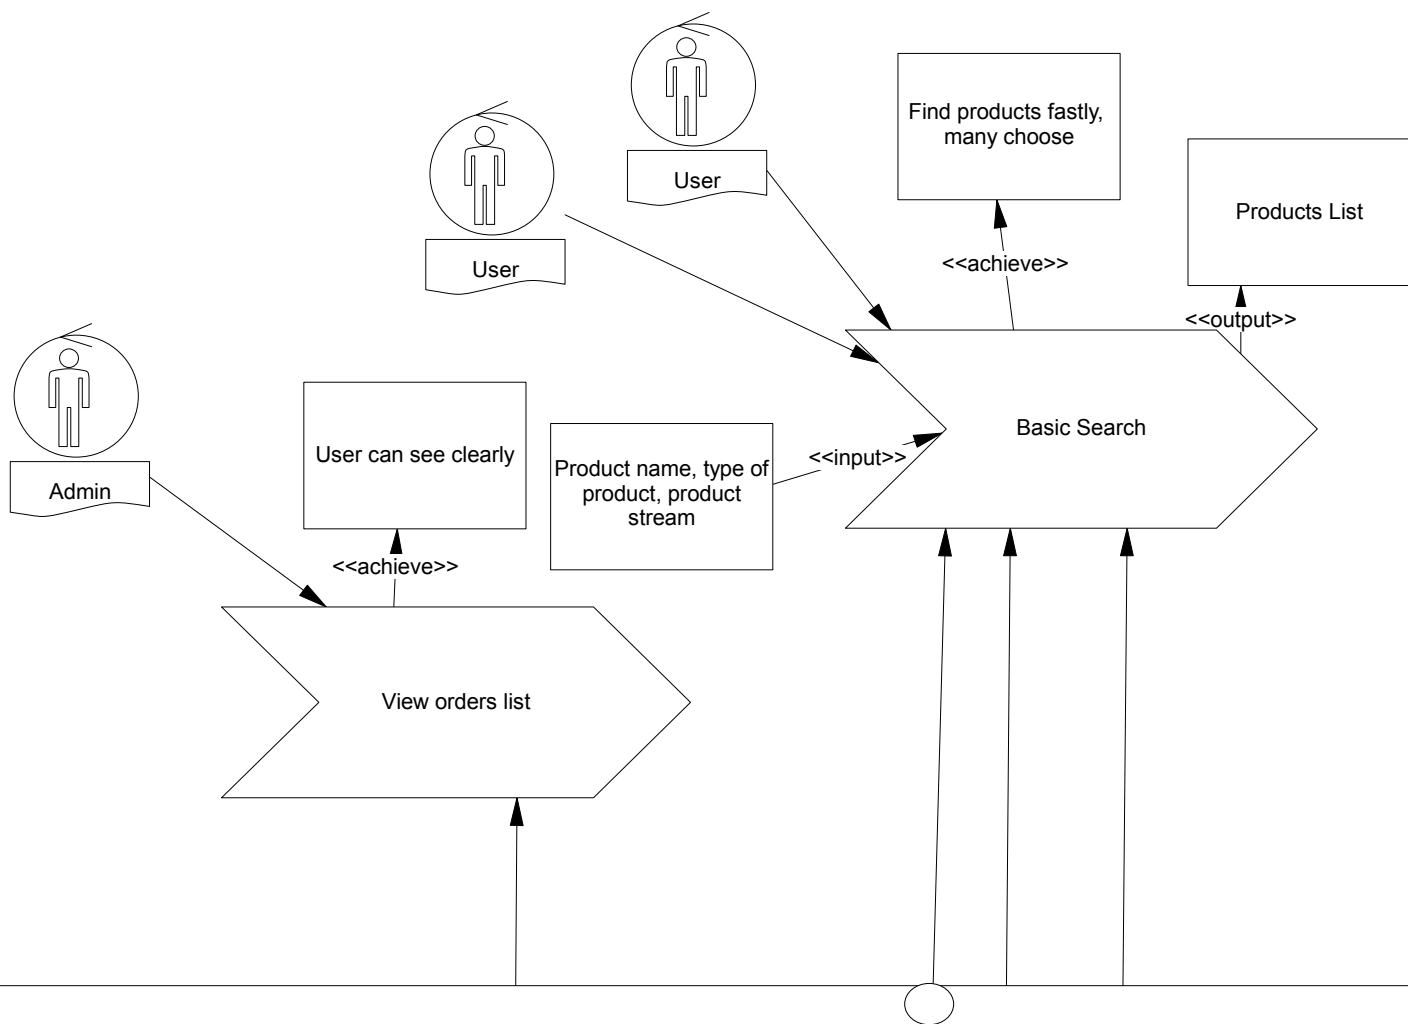 User
Find products fastly,
many choose
Products List
User
<<achieve>>
<<output>>
Admin
User can see clearly
Product name, type of
product, product
stream
<<input>>
Basic Search
<<achieve>>
View orders list